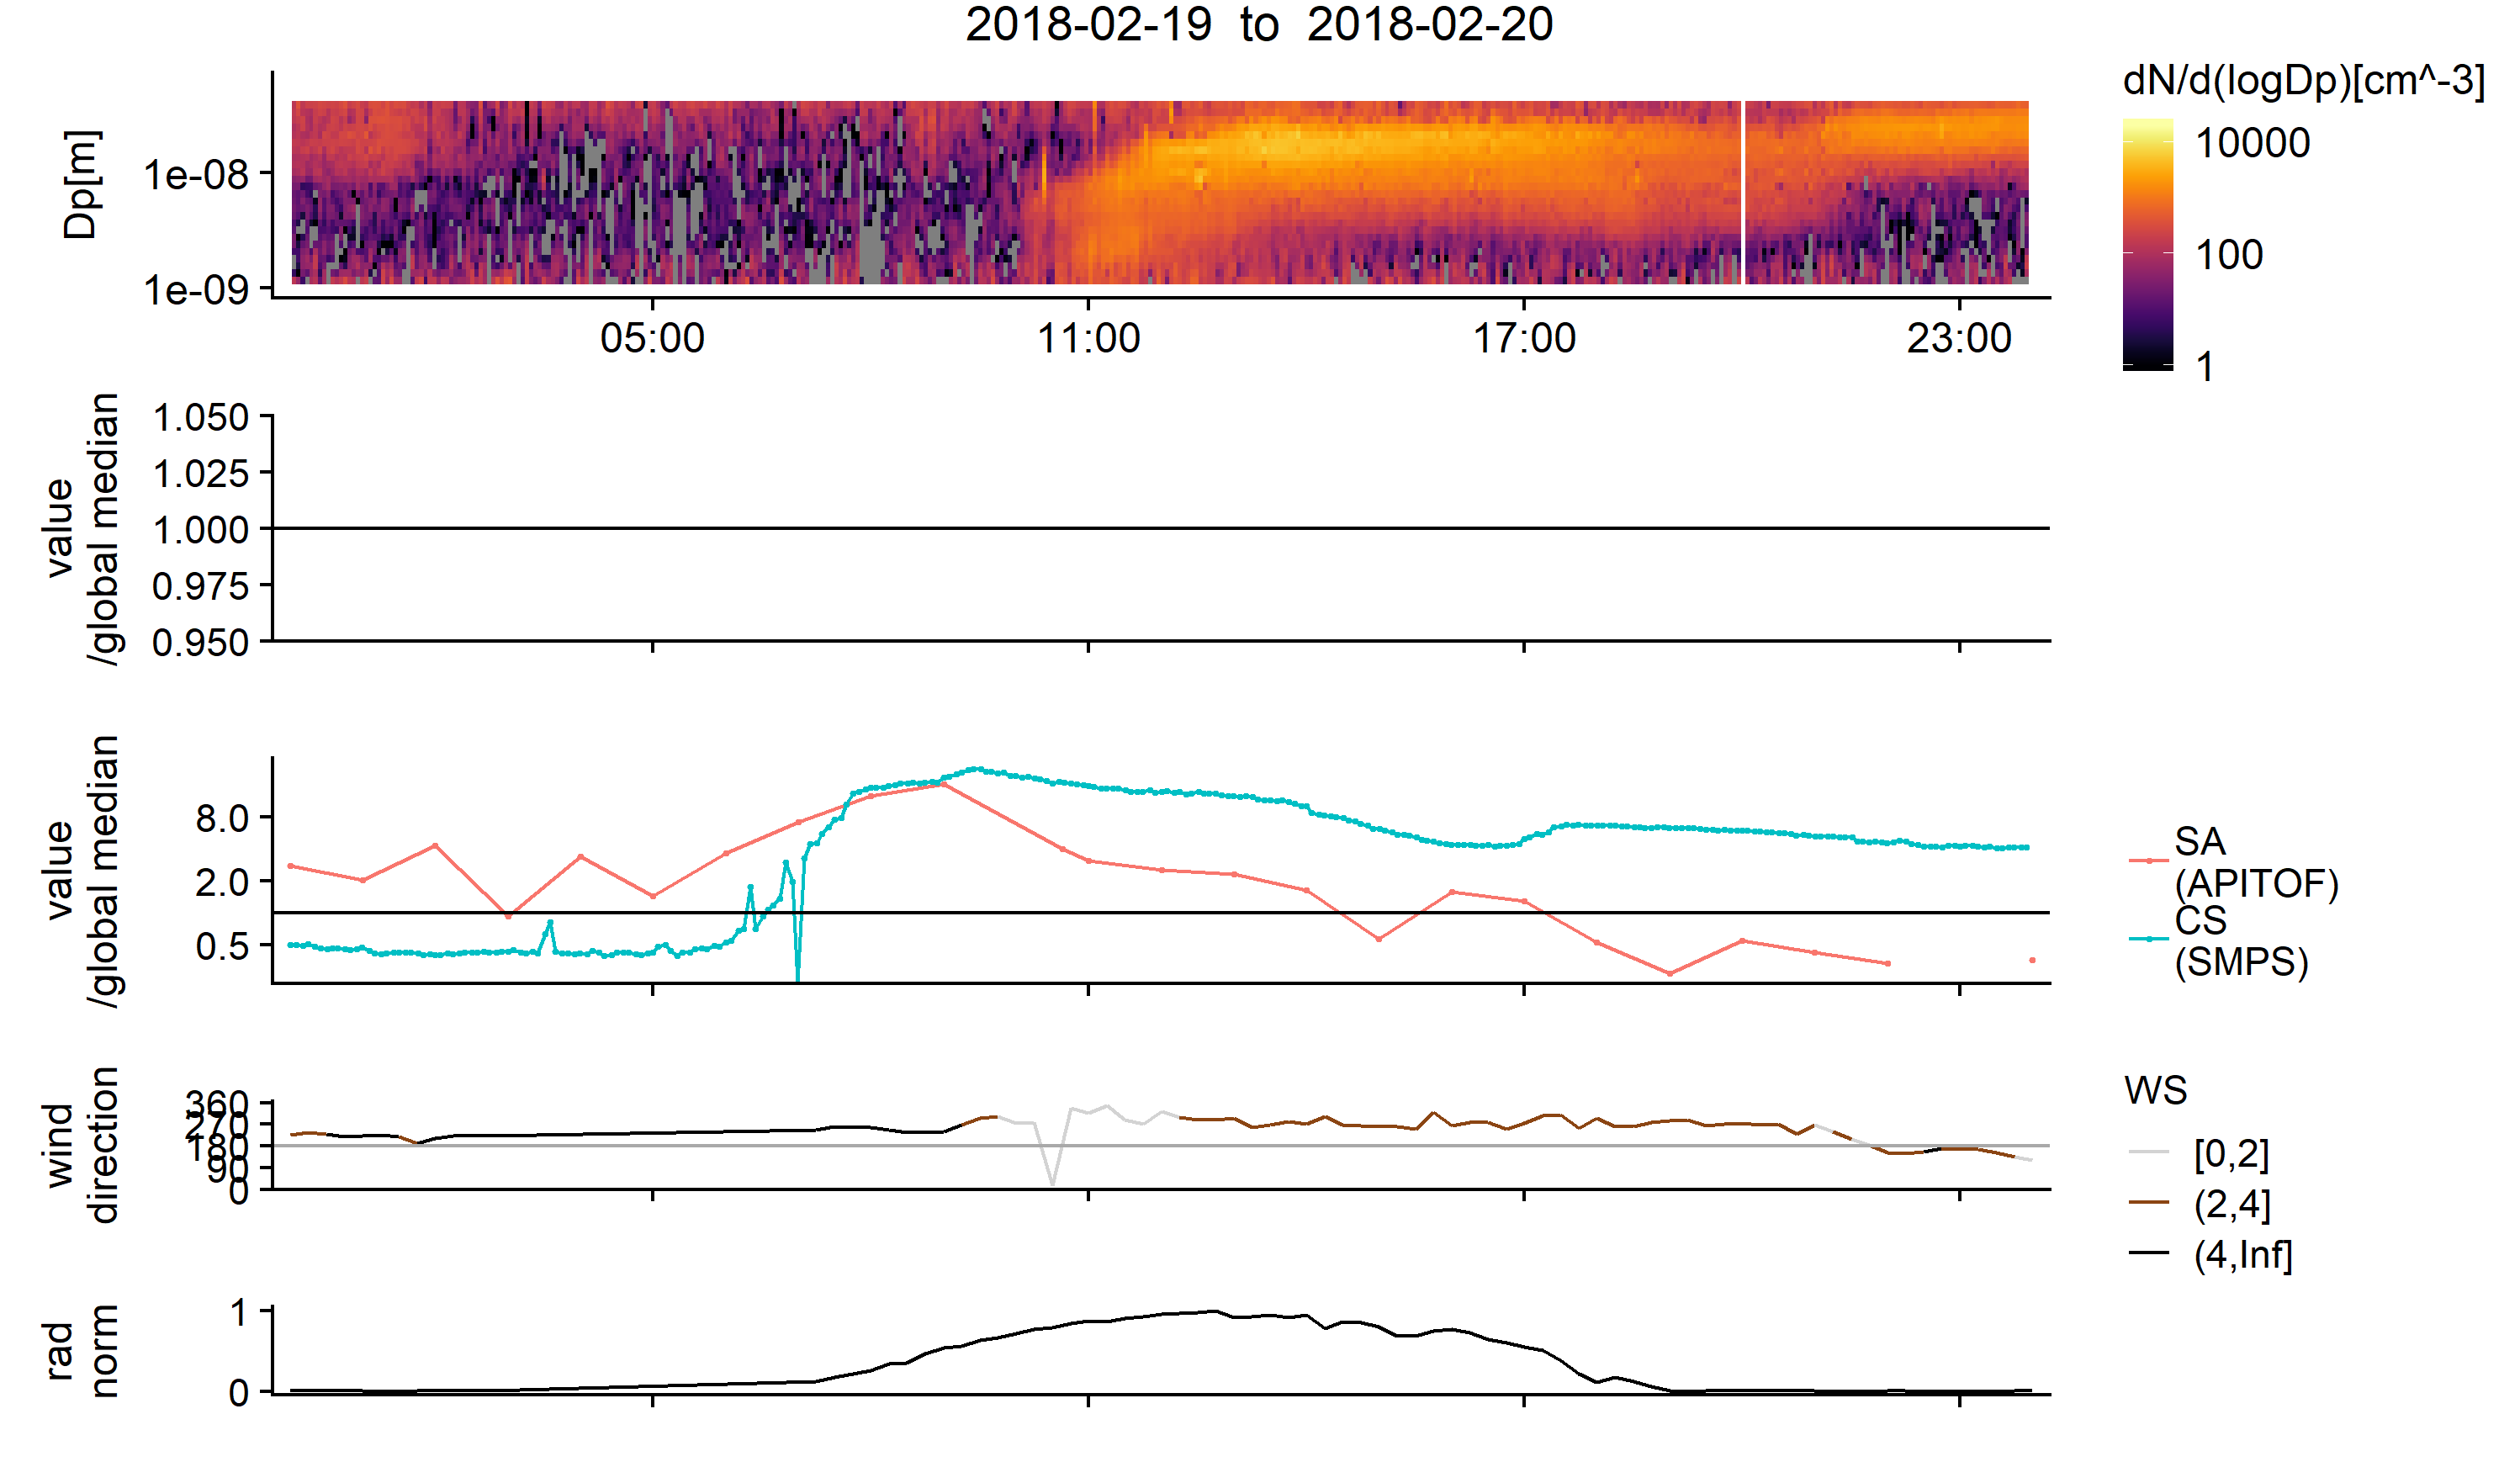 2018-02-19 to 2018-02-20
Dp[m]
1e-08
1e-09
05:00
11:00
17:00
23:00
dN/d(logDp)[cm^-3]
10000
100
1
value
/global median
1.050
1.025
1.000
0.975
0.950
value
/global median
8.0
2.0
0.5
SA
(APITOF)
CS
(SMPS)
wind
direction
360
270
180
90
0
WS
[0,2]
(2,4]
(4,Inf]
rad
norm
1
0